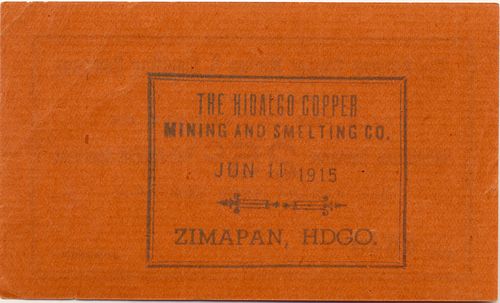 THE HIDALGO COPPER
MINING AND SMELTING CO.
JUN 11 1915
ZIMAPAN, HDGO.